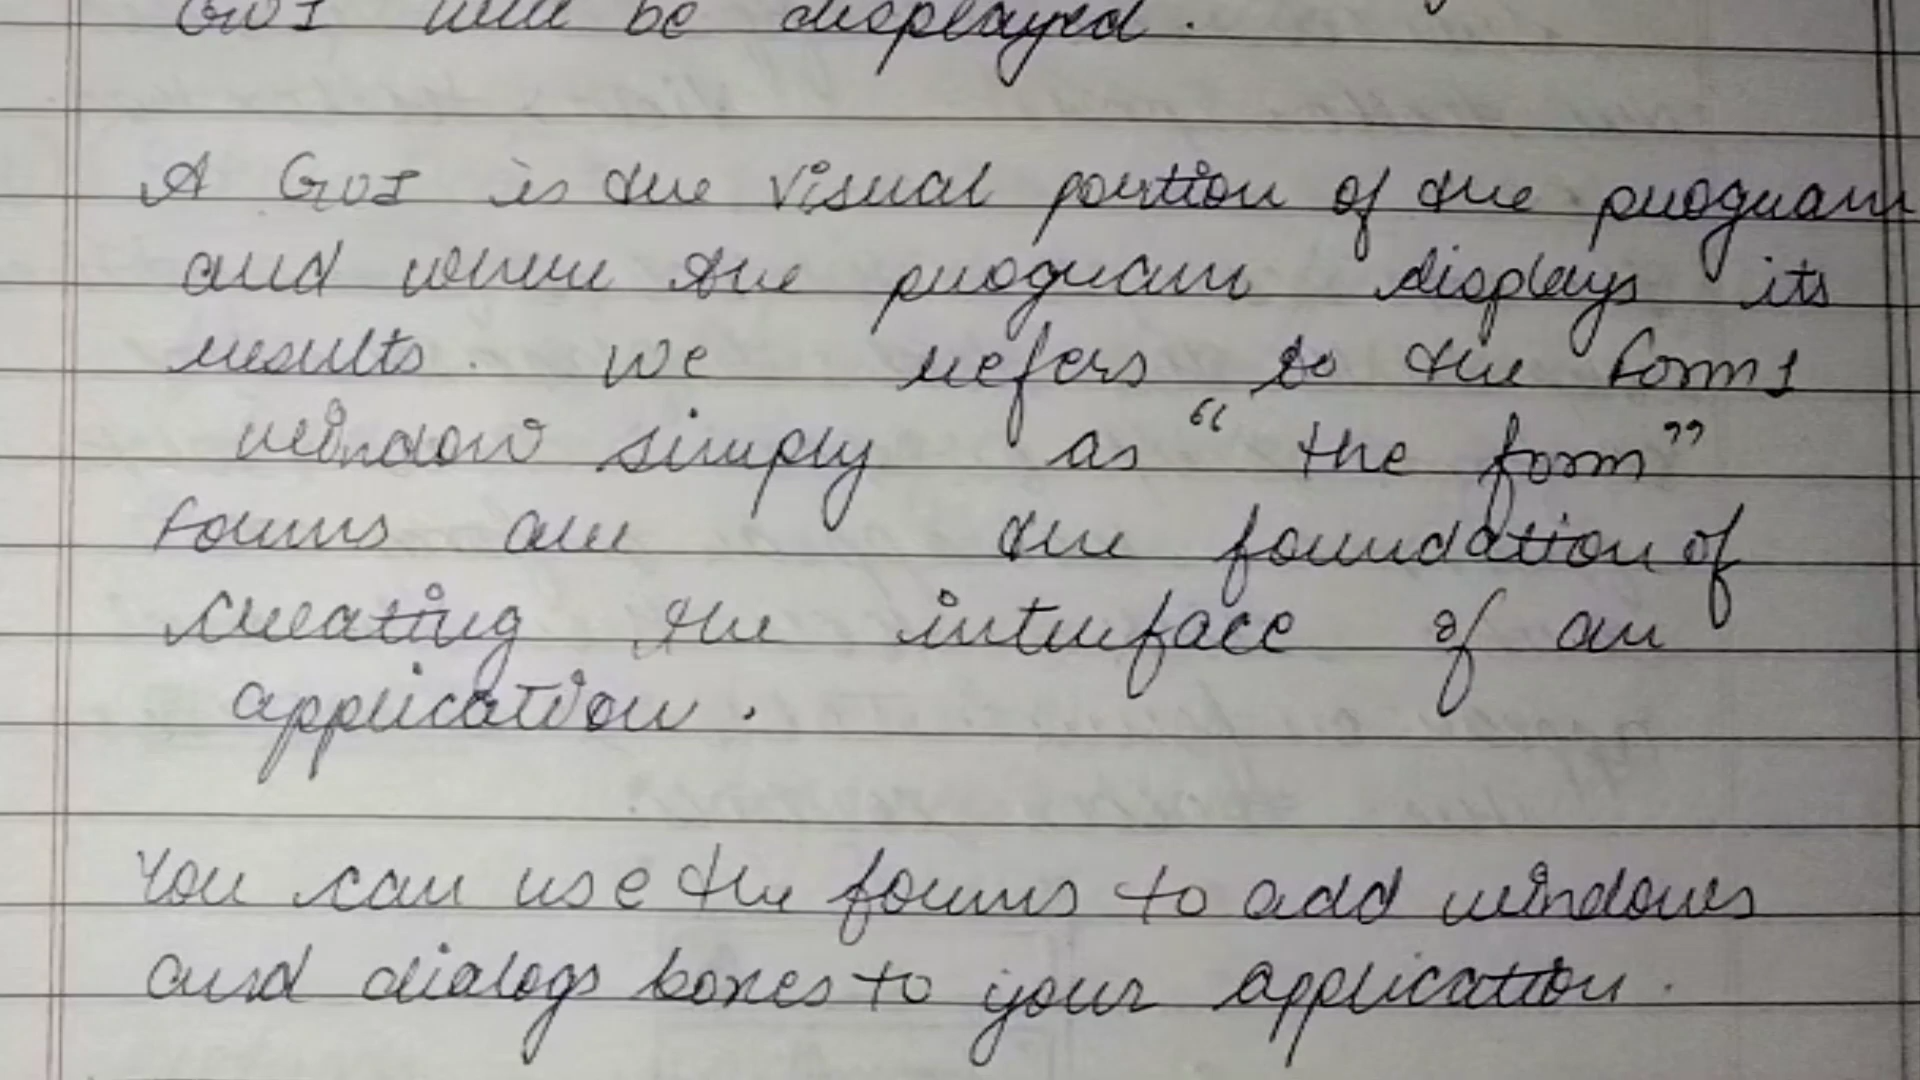 GUI will be displayed.
A GUI is the visual portion of the program
and where the program displays its
results. we refers to the form1
window simply as "the form"
Forms are the foundation of
creating the interface of an
application.
You can use the forms to add windows
and dialogs boxes to your application.